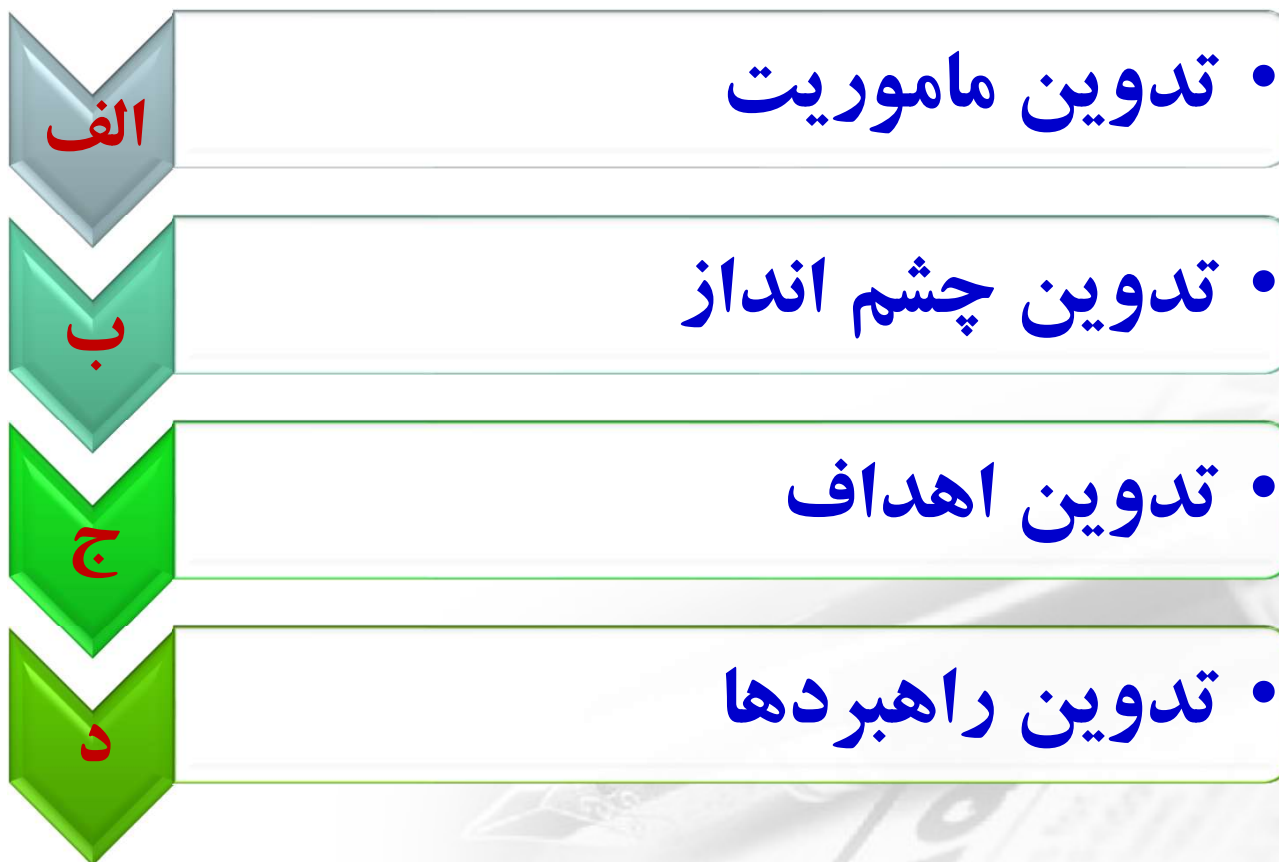 الف
• تدوین ماموریت
ب
• تدوین چشم انداز
ج
• تدوین اهداف
د
• تدوین راهبردها